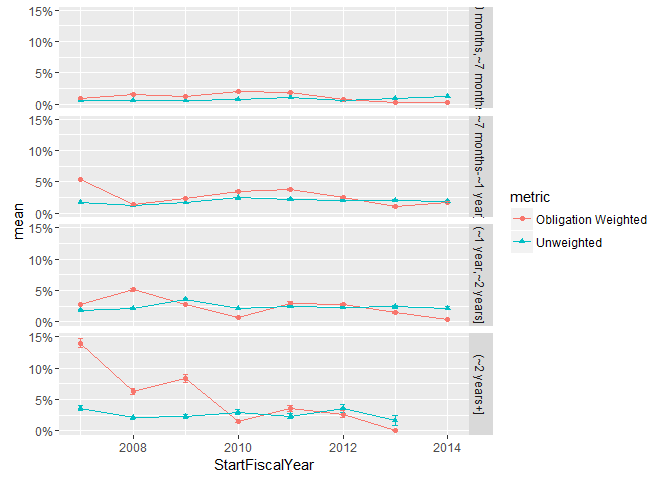 15%
10%
5%
0%
months,~7 months
15%
10%
5%
0%
~7 months-~1 year
15%
10%
5%
0%
(~1 year,~2 years]
15%
10%
5%
0%
(~2 years+]
mean
2008
2010
2012
2014
StartFiscalYear
metric
Obligation Weighted
Unweighted